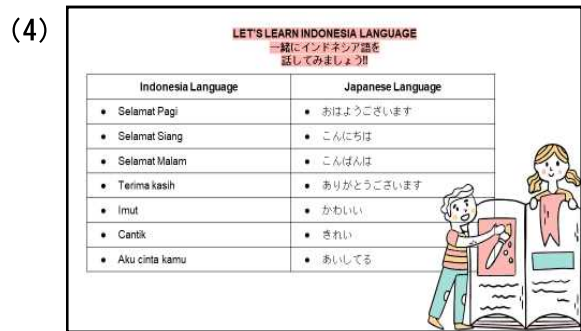 (4)
LET'S LEARN INDONESIA LANGUAGE
一緒にインドネシア語を
話してみましょう!!
Indonesia Language Japanese Language
• Selamat Pagi • おはようございます
• Selamat Siang • こんにちは
• Selamat Malam • こんばんは
• Terima kasih • ありがとうございます
• Imut • かわいい
• Cantik • きれい
• Aku cinta kamu • あいしてる